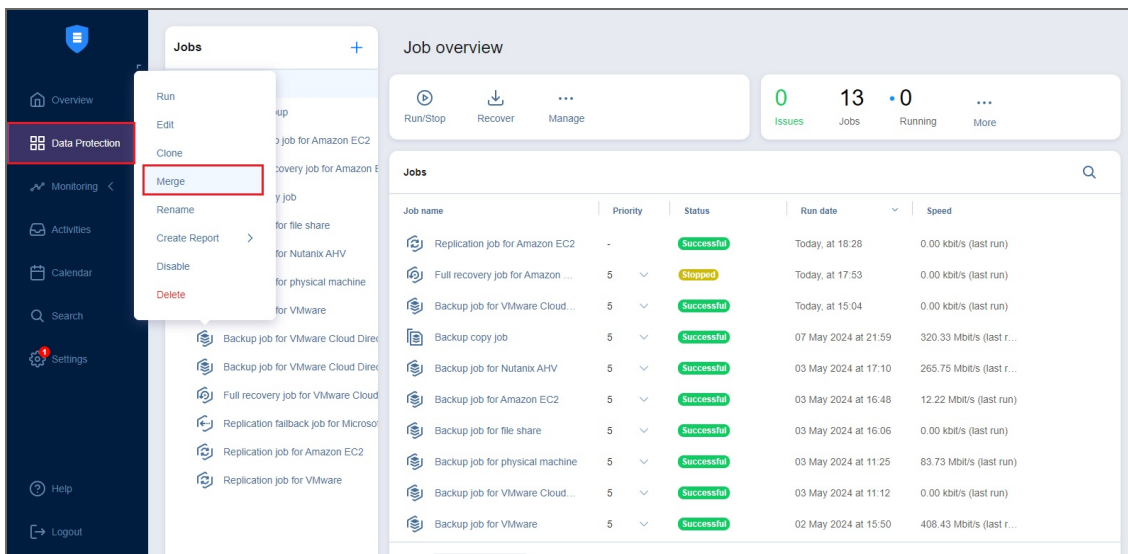 Jobs
Job overview
Overview
Data Protection
Monitoring
Activities
Calendar
Search
1
Settings
Help
Logout
Run
Edit
Clone
Merge
Rename
Create Report
Disable
Delete
job for Amazon EC2
job
for file share
for Nutanix AHV
for physical machine
for VMware
Backup job for VMware Cloud Direc
Backup job for VMware Cloud Direc
Full recovery job for VMware Cloud
Replication failback job for Microsof
Replication job for Amazon EC2
Replication job for VMware
Run/Stop
Recover
...
Manage
0
Issues
13
Jobs
0
Running
...
More
Jobs
Job name Priority Status Run date Speed
Replication job for Amazon EC2 - Successful Today, at 18:28 0.00 kbit/s (last run)
Full recovery job for Amazon ... 5 Stopped Today, at 17:53 0.00 kbit/s (last run)
Backup job for VMware Cloud... 5 Successful Today, at 15:04 0.00 kbit/s (last run)
Backup copy job 5 Successful 07 May 2024 at 21:59 320.33 Mbit/s (last r...
Backup job for Nutanix AHV 5 Successful 03 May 2024 at 17:10 265.75 Mbit/s (last r...
Backup job for Amazon EC2 5 Successful 03 May 2024 at 16:48 12.22 Mbit/s (last run)
Backup job for file share 5 Successful 03 May 2024 at 16:06 0.00 kbit/s (last run)
Backup job for physical machine 5 Successful 03 May 2024 at 11:25 83.73 Mbit/s (last run)
Backup job for VMware Cloud... 5 Successful 03 May 2024 at 11:12 0.00 kbit/s (last run)
Backup job for VMware 5 Successful 02 May 2024 at 15:50 408.43 Mbit/s (last r...